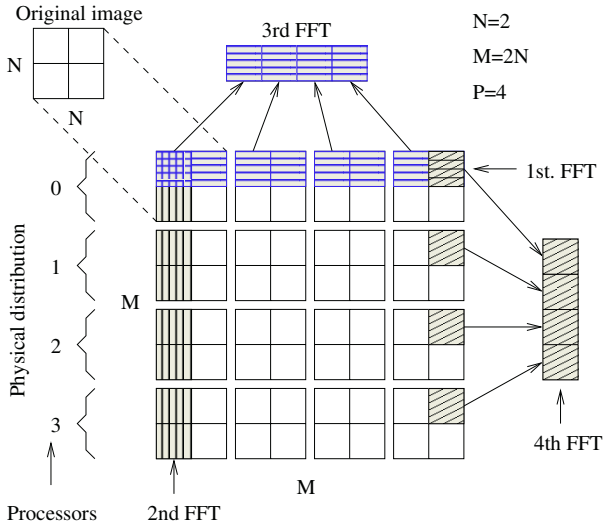 Original image
N
N
3rd FFT
N=2
M=2N
P=4
Physical distribution
0
1
2
3
M
M
1st. FFT
4th FFT
2nd FFT
Processors